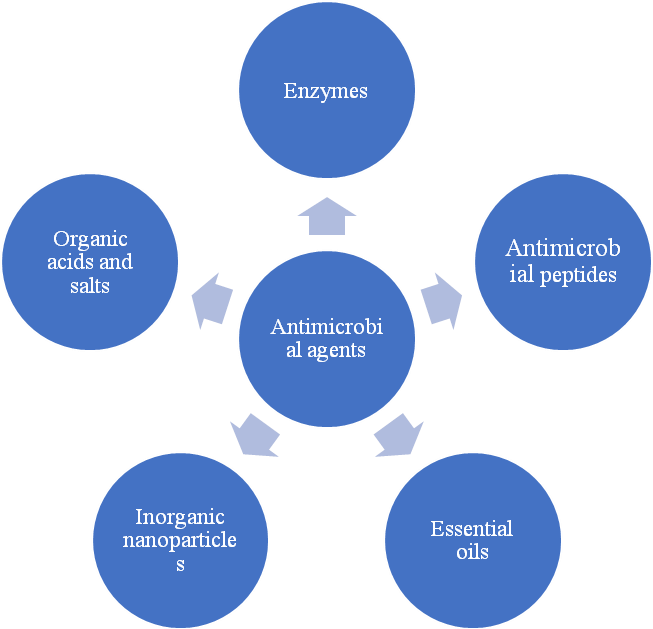 Enzymes
Organic
acids and
salts
Antimicrob
ial peptides
Antimicrobi
al agents
Inorganic
nanoparticle
s
Essential
oils